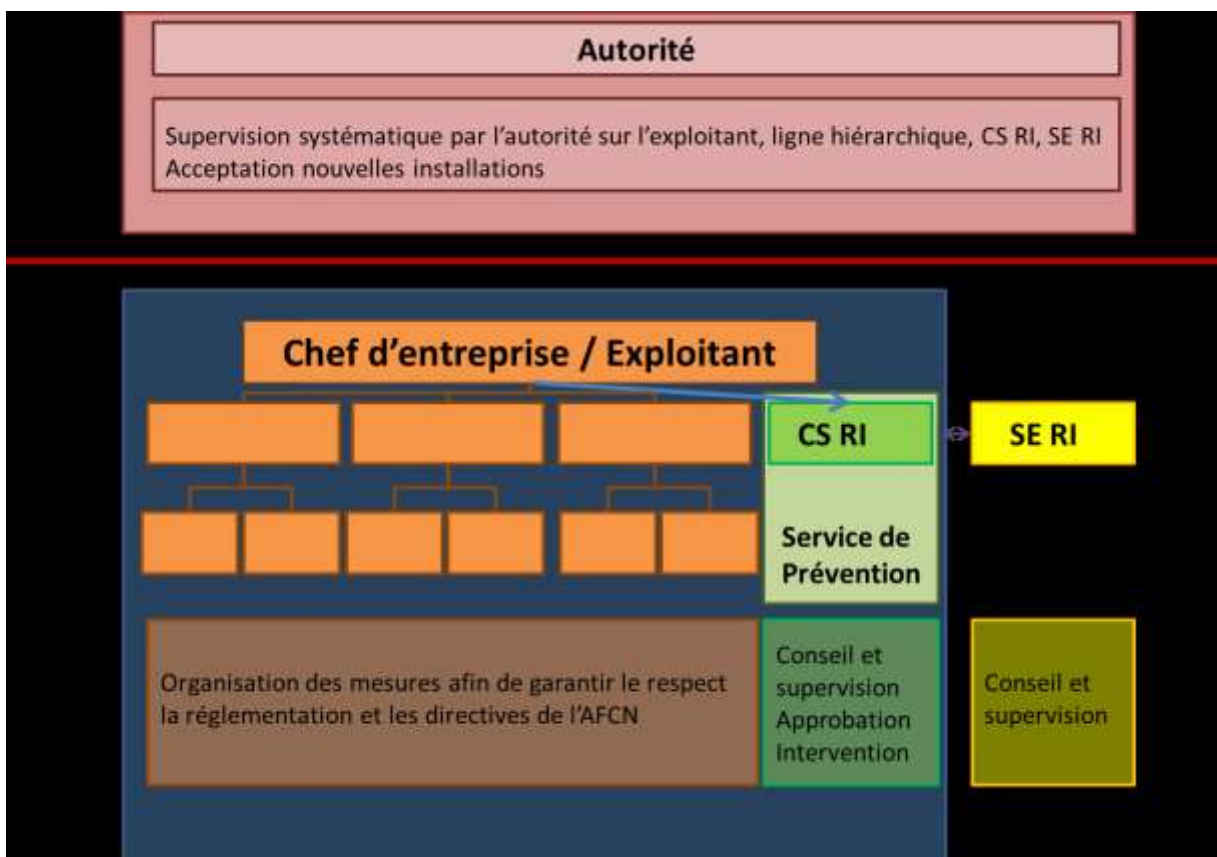 Autorité
Supervision systématique par l'autorité sur l'exploitant, ligne hiérarchique, CS RI, SE RI
Acceptation nouvelles installations
Chef d'entreprise / Exploitant
CS RI
SE RI
Service de
Prévention
Organisation des mesures afin de garantir le respect
la réglementation et les directives de l'AFCN
Conseil et
supervision
Approbation
Intervention
Conseil et
supervision